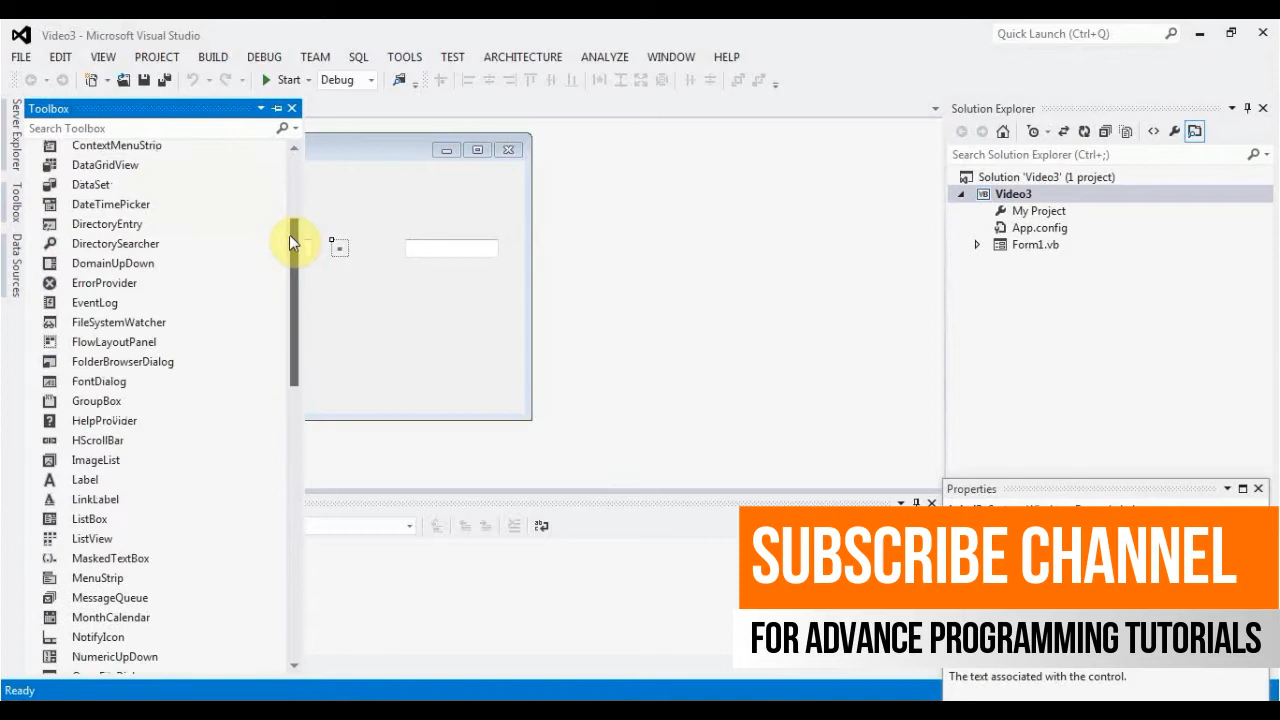 Video3 - Microsoft Visual Studio
Quick Launch (Ctrl+Q)
FILE EDIT VIEW PROJECT BUILD DEBUG TEAM SQL TOOLS TEST ARCHITECTURE ANALYZE WINDOW HELP
Start Debug
Toolbox
Search Toolbox
Server Explorer
Toolbox
Data Sources
ContextMenuStrip
DataGridView
DataSet
DateTimePicker
DirectoryEntry
DirectorySearcher
DomainUpDown
ErrorProvider
EventLog
FileSystemWatcher
FlowLayoutPanel
FolderBrowserDialog
FontDialog
GroupBox
HelpProvider
HScrollBar
ImageList
Label
LinkLabel
ListBox
ListView
MaskedTextBox
MenuStrip
MessageQueue
MonthCalendar
NotifyIcon
NumericUpDown
=
Solution Explorer
Search Solution Explorer (Ctrl+;)
Solution 'Video3' (1 project)
VB Video3
My Project
App.config
Form1.vb
Properties
SUBSCRIBE CHANNEL
FOR ADVANCE PROGRAMMING TUTORIALS
The text associated with the control.
Ready